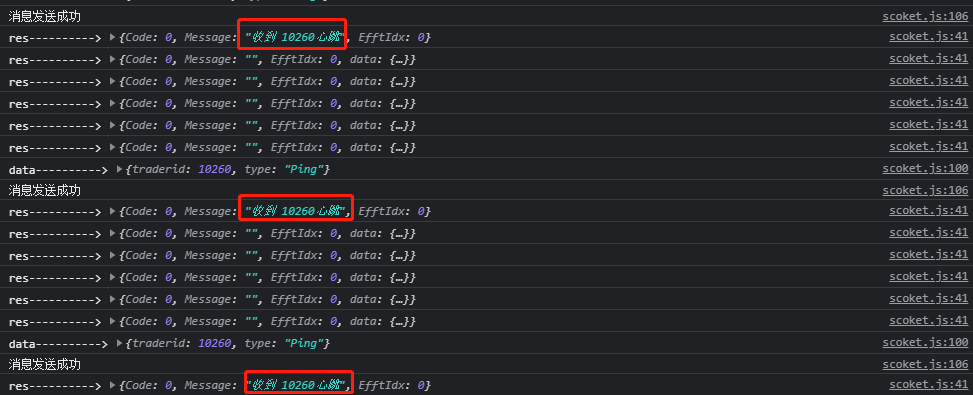 消息发送成功 scoket.js:106
res----------> ▶{Code: 0, Message: "收到 10260心跳", EfftIdx: 0} scoket.js:41
res----------> ▶{Code: 0, Message: "", EfftIdx: 0, data: {…}} scoket.js:41
res----------> ▶{Code: 0, Message: "", EfftIdx: 0, data: {…}} scoket.js:41
res----------> ▶{Code: 0, Message: "", EfftIdx: 0, data: {…}} scoket.js:41
res----------> ▶{Code: 0, Message: "", EfftIdx: 0, data: {…}} scoket.js:41
res----------> ▶{Code: 0, Message: "", EfftIdx: 0, data: {…}} scoket.js:41
data----------> ▶{traderid: 10260, type: "Ping"} scoket.js:100
消息发送成功 scoket.js:106
res----------> ▶{Code: 0, Message: "收到 10260心跳", EfftIdx: 0} scoket.js:41
res----------> ▶{Code: 0, Message: "", EfftIdx: 0, data: {…}} scoket.js:41
res----------> ▶{Code: 0, Message: "", EfftIdx: 0, data: {…}} scoket.js:41
res----------> ▶{Code: 0, Message: "", EfftIdx: 0, data: {…}} scoket.js:41
res----------> ▶{Code: 0, Message: "", EfftIdx: 0, data: {…}} scoket.js:41
res----------> ▶{Code: 0, Message: "", EfftIdx: 0, data: {…}} scoket.js:41
data----------> ▶{traderid: 10260, type: "Ping"} scoket.js:100
消息发送成功 scoket.js:106
res----------> ▶{Code: 0, Message: "收到 10260心跳", EfftIdx: 0} scoket.js:41